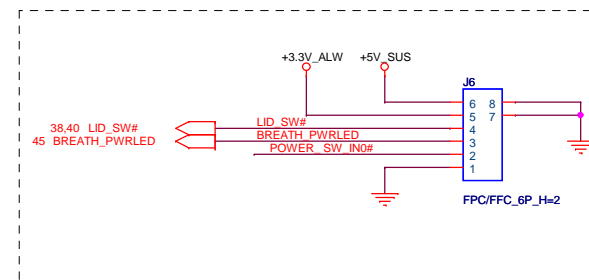 +3.3V_ALW
+5V_SUS
J6
38,40 LID_SW#
45 BREATH_PWRLED
LID_SW#
BREATH_PWRLED
POWER_SW_IN0#
6 8
5 7
4
3
2
1
FPC/FFC_6P_H=2